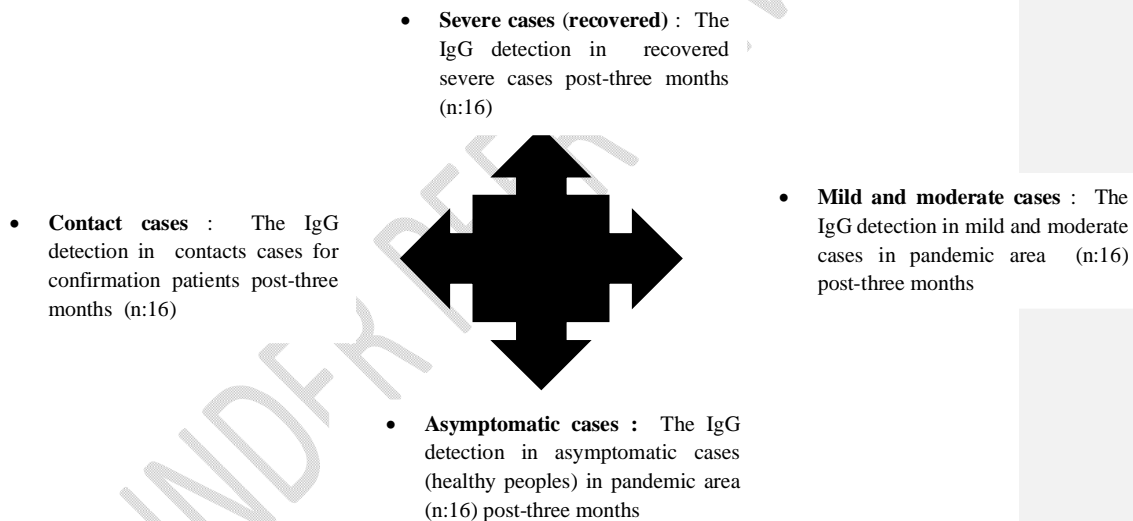 • Severe cases (recovered) : The
IgG detection in recovered
severe cases post-three months
(n:16)
• Contact cases : The IgG
detection in contacts cases for
confirmation patients post-three
months (n:16)
• Mild and moderate cases : The
IgG detection in mild and moderate
cases in pandemic area (n:16)
post-three months
• Asymptomatic cases : The IgG
detection in asymptomatic cases
(healthy peoples) in pandemic area
(n:16) post-three months